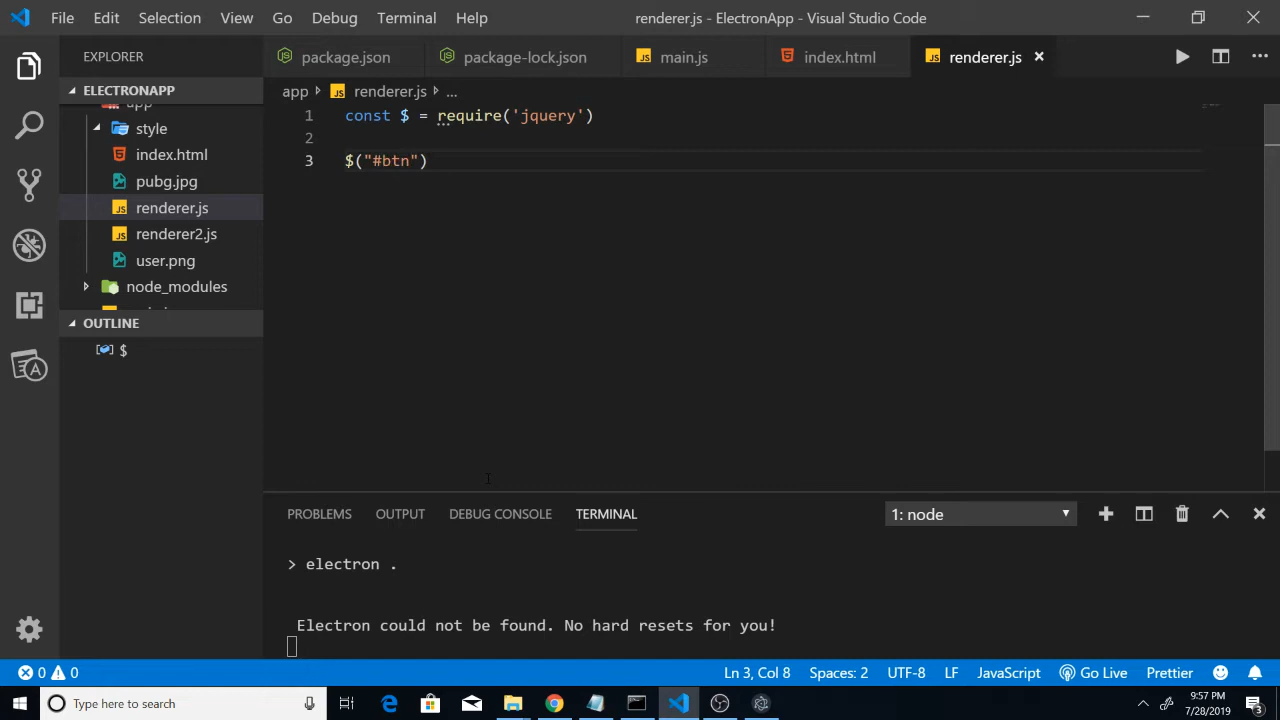 File Edit Selection View Go Debug Terminal Help renderer.js - ElectronApp - Visual Studio Code
EXPLORER
package.json package-lock.json main.js index.html renderer.js
ELECTRONAPP
app renderer.js ...
app
style
index.html
pubg.jpg
renderer.js
renderer2.js
user.png
node_modules
1 const $ = require('jquery')
2
3 $("#btn")
OUTLINE
$
PROBLEMS OUTPUT DEBUG CONSOLE TERMINAL 1: node
> electron .
Electron could not be found. No hard resets for you!
0 0 Ln 3, Col 8 Spaces: 2 UTF-8 LF JavaScript Go Live Prettier
Type here to search
9:57 PM
7/28/2019
3